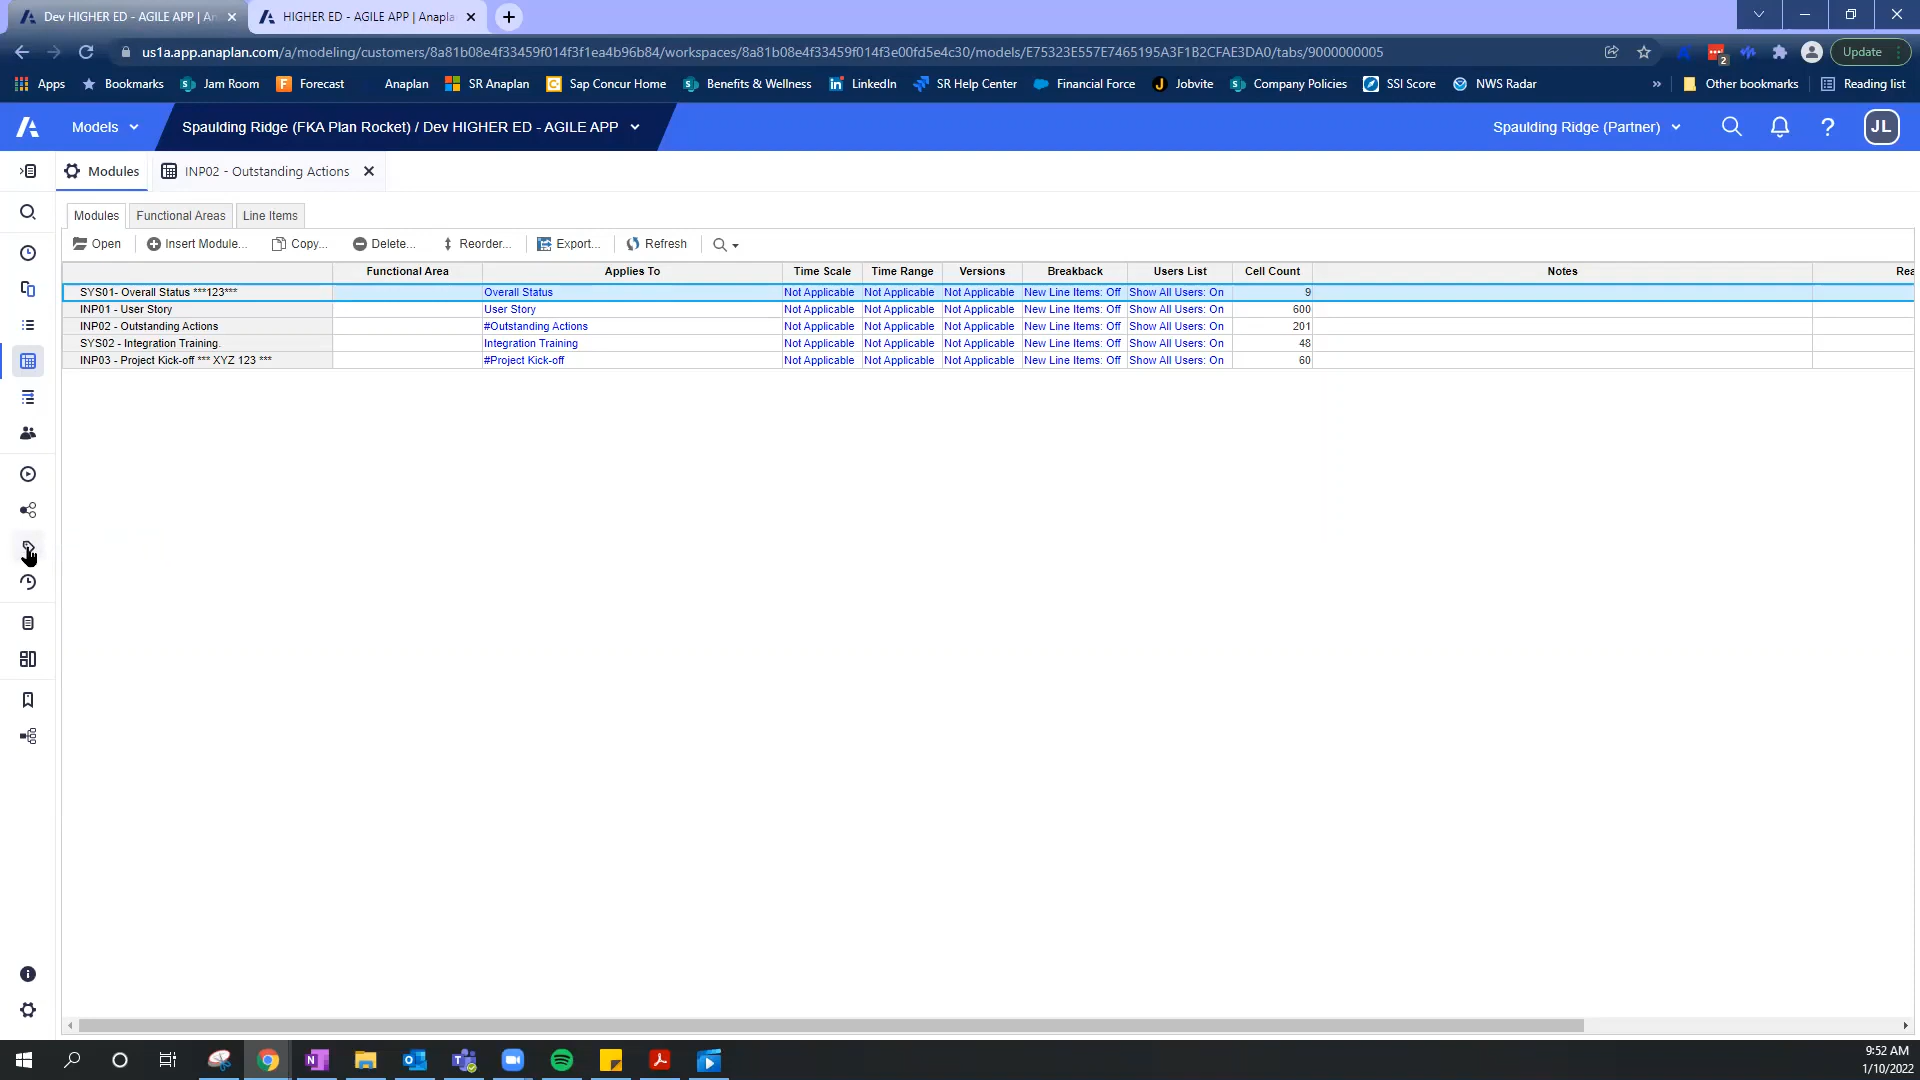 Dev HIGHER ED - AGILE APP | An
HIGHER ED - AGILE APP | Anapla
us1a.app.anaplan.com/a/modeling/customers/8a81b08e4f33459f014f3f1ea4b96b84/workspaces/8a81b08e4f33459f014f3e00fd5e4c30/models/E75323E557E7465195A3F1B2CFAE3DA0/tabs/9000000005
2
Update
Apps Bookmarks Jam Room Forecast Anaplan SR Anaplan Sap Concur Home Benefits & Wellness LinkedIn SR Help Center Financial Force Jobvite Company Policies SSI Score NWS Radar » Other bookmarks Reading list
Models Spaulding Ridge (FKA Plan Rocket) / Dev HIGHER ED - AGILE APP Spaulding Ridge (Partner) ? JL
Modules INP02 - Outstanding Actions
Modules Functional Areas Line Items
Open Insert Module... Copy... Delete... Reorder... Export... Refresh
Functional Area Applies To Time Scale Time Range Versions Breakback Users List Cell Count Notes Rea
SYS01- Overall Status ***123*** Overall Status Not Applicable Not Applicable Not Applicable New Line Items: Off Show All Users: On 9
INP01 - User Story User Story Not Applicable Not Applicable Not Applicable New Line Items: Off Show All Users: On 600
INP02 - Outstanding Actions #Outstanding Actions Not Applicable Not Applicable Not Applicable New Line Items: Off Show All Users: On 201
SYS02 - Integration Training. Integration Training Not Applicable Not Applicable Not Applicable New Line Items: Off Show All Users: On 48
INP03 - Project Kick-off *** XYZ 123 *** #Project Kick-off Not Applicable Not Applicable Not Applicable New Line Items: Off Show All Users: On 60
9:52 AM
1/10/2022